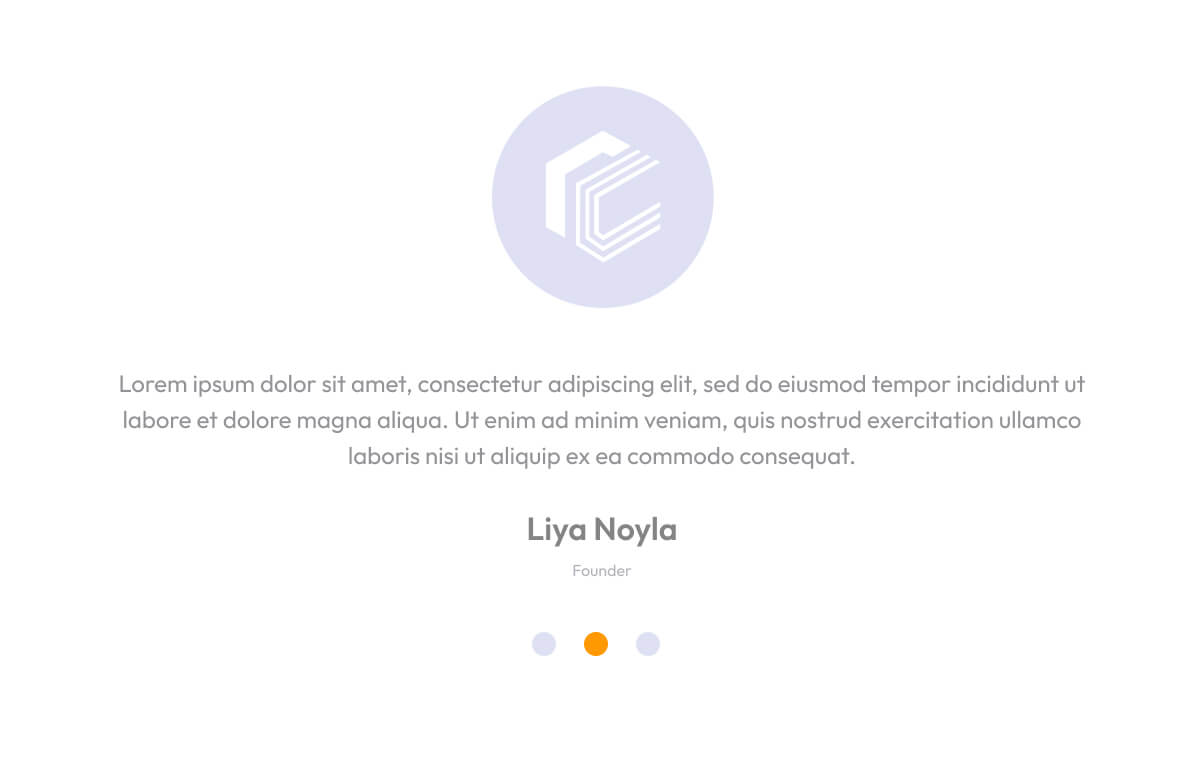 Lorem ipsum dolor sit amet, consectetur adipiscing elit, sed do eiusmod tempor incididunt ut
labore et dolore magna aliqua. Ut enim ad minim veniam, quis nostrud exercitation ullamco
laboris nisi ut aliquip ex ea commodo consequat.
Liya Noyla
Founder